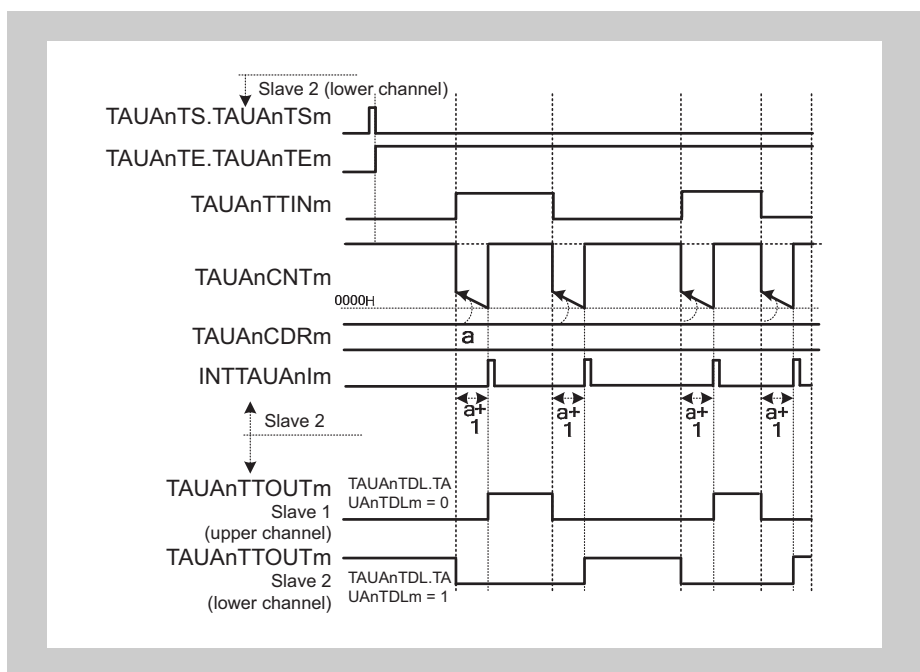 Slave 2 (lower channel)
TAUAnTS.TAUAnTSm
TAUAnTE.TAUAnTEm
TAUAnTTINm
TAUAnCNTm
0000H
TAUAnCDRm
a
INTTAUAnIm
a+
1
a+
1
a+
1
a+
1
Slave 2
TAUAnTTOUTm
Slave 1
(upper channel)
TAUAnTDL.TA
UAnTDLm = 0
TAUAnTTOUTm
Slave 2
(lower channel)
TAUAnTDL.TA
UAnTDLm = 1